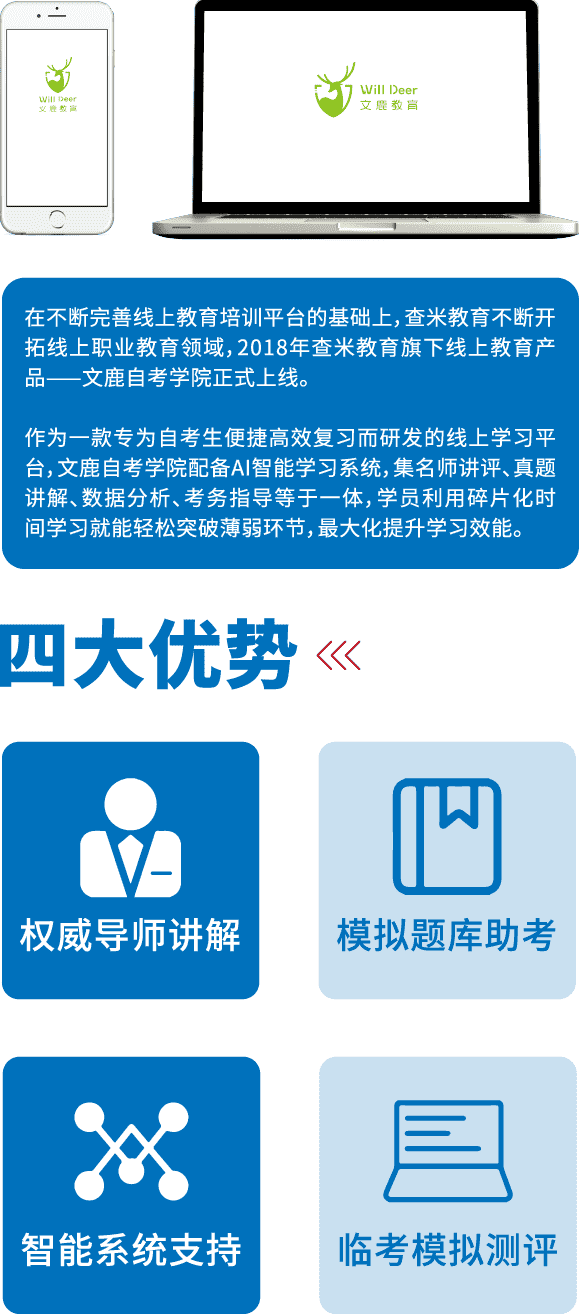 Will Deer
文鹿教育
Will Deer
文鹿教育
在不断完善线上教育培训平台的基础上，查米教育不断开
拓线上职业教育领域，2018年查米教育旗下线上教育产
品——文鹿自考学院正式上线。
作为一款专为自考生便捷高效复习而研发的线上学习平
台，文鹿自考学院配备AI智能学习系统，集名师讲评、真题
讲解、数据分析、考务指导等于一体，学员利用碎片化时
间学习就能轻松突破薄弱环节，最大化提升学习效能。
四大优势
权威导师讲解
模拟题库助考
智能系统支持
临考模拟测评